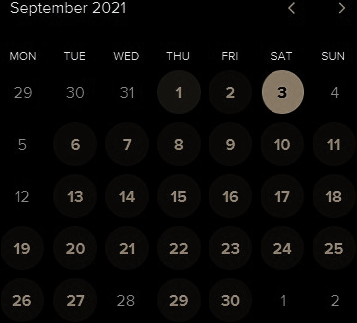 September 2021 < >
MON TUE WED THU FRI SAT SUN
29 30 31 1 2 3 4
5 6 7 8 9 10 11
12 13 14 15 16 17 18
19 20 21 22 23 24 25
26 27 28 29 30 1 2